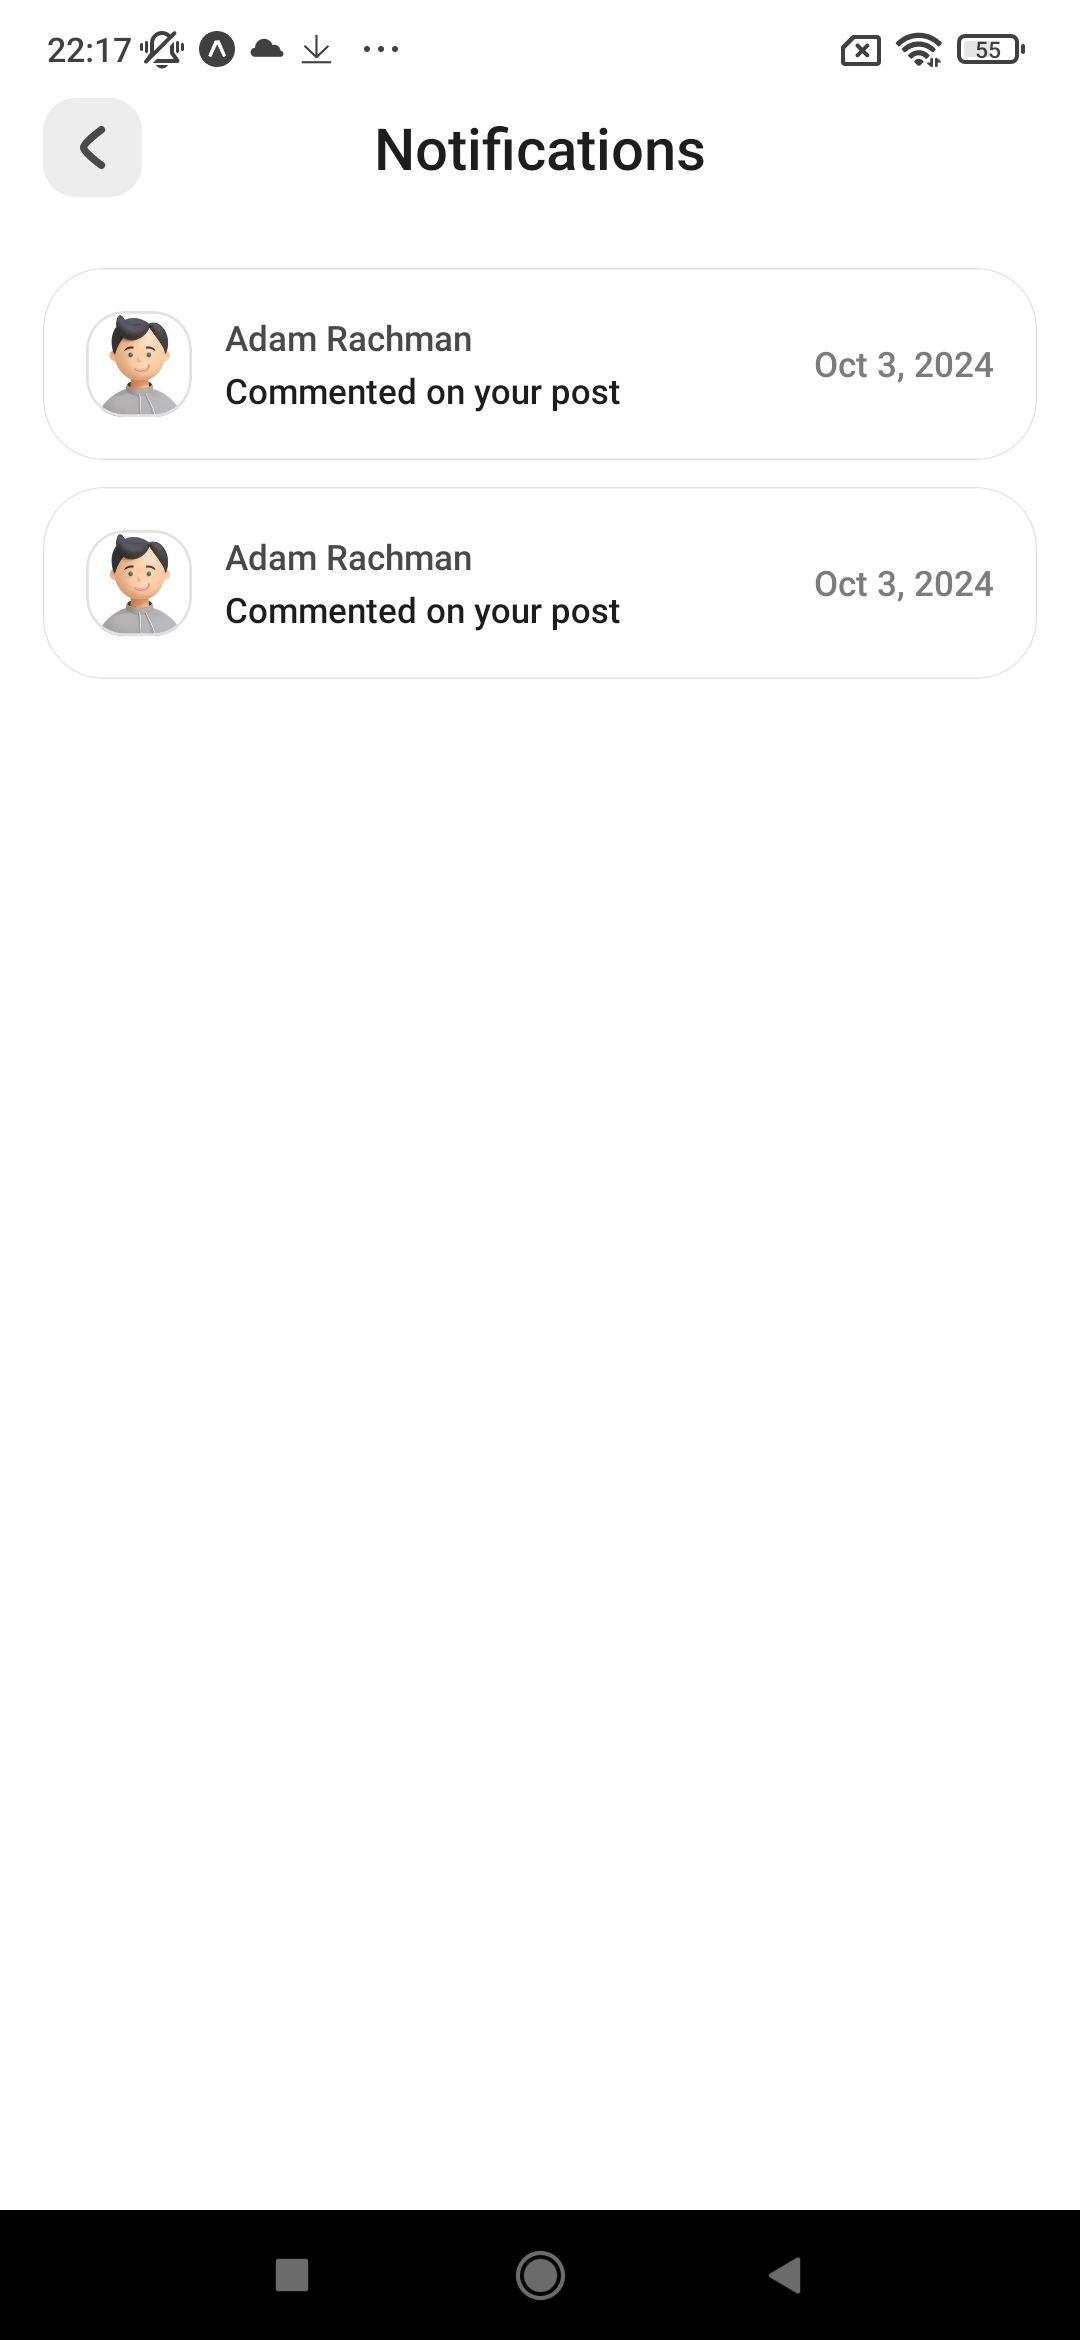 22:17
55
Notifications
Adam Rachman
Commented on your post
Oct 3, 2024
Adam Rachman
Commented on your post
Oct 3, 2024